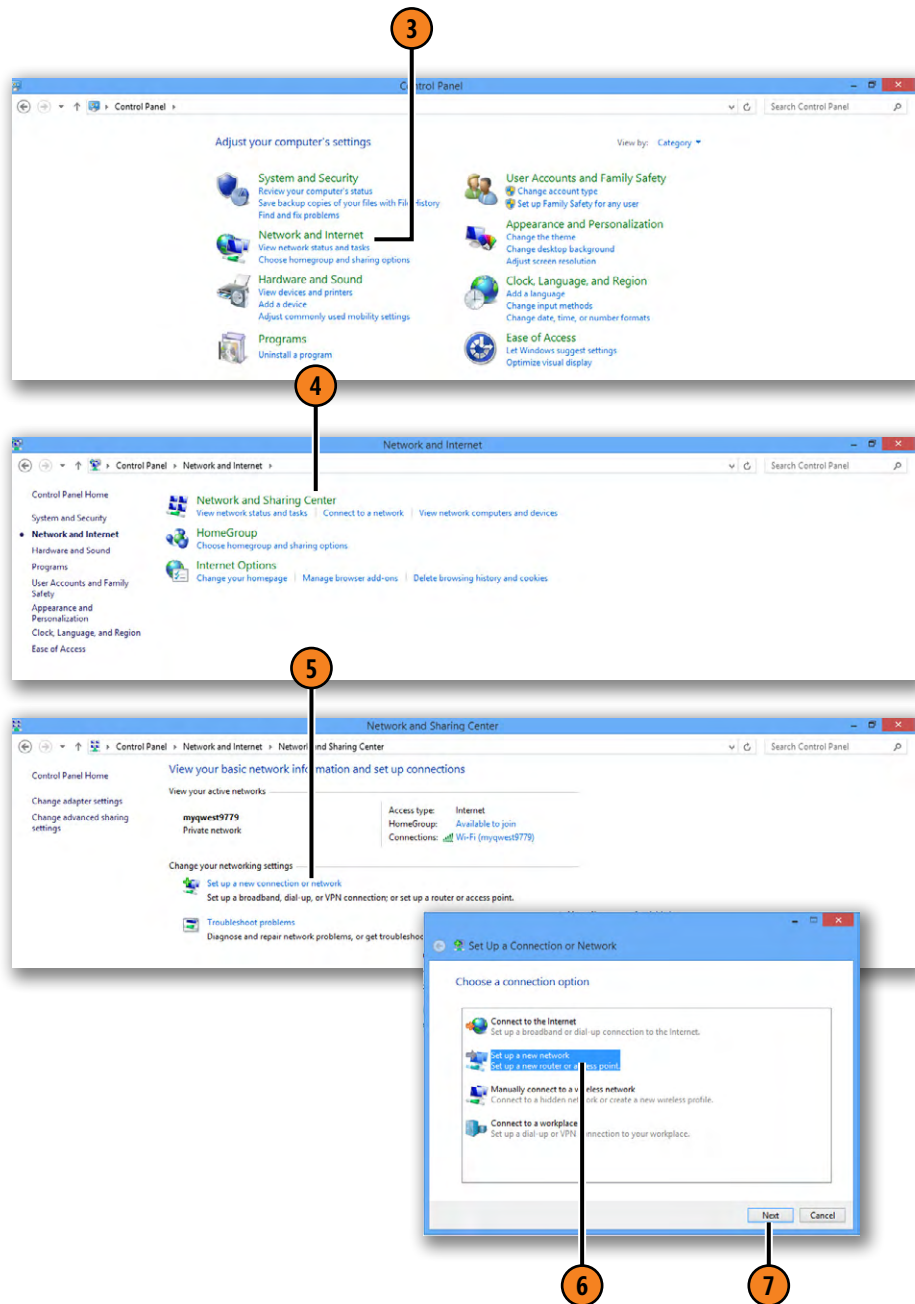 3
Control Panel
Control Panel
Search Control Panel
Adjust your computer's settings
View by: Category
System and Security
Review your computer's status
Save backup copies of your files with File History
Find and fix problems
Network and Internet
View network status and tasks
Choose homegroup and sharing options
Hardware and Sound
View devices and printers
Add a device
Adjust commonly used mobility settings
Programs
Uninstall a program
User Accounts and Family Safety
Change account type
Set up Family Safety for any user
Appearance and Personalization
Change the theme
Change desktop background
Adjust screen resolution
Clock, Language, and Region
Add a language
Change input methods
Change date, time, or number formats
Ease of Access
Let Windows suggest settings
Optimize visual display
4
Network and Internet
Control Panel Network and Internet
Search Control Panel
Control Panel Home
System and Security
Network and Internet
Hardware and Sound
Programs
User Accounts and Family
Safety
Appearance and
Personalization
Clock, Language, and Region
Ease of Access
Network and Sharing Center
View network status and tasks Connect to a network View network computers and devices
HomeGroup
Choose homegroup and sharing options
Internet Options
Change your homepage Manage browser add-ons Delete browsing history and cookies
5
Network and Sharing Center
Control Panel Network and Internet Network and Sharing Center
Search Control Panel
Control Panel Home
Change adapter settings
Change advanced sharing
settings
View your basic network information and set up connections
View your active networks
myqwest9779
Private network
Access type: Internet
HomeGroup: Available to join
Connections: Wi-Fi (myqwest9779)
Change your networking settings
Set up a new connection or network
Set up a broadband, dial-up, or VPN connection; or set up a router or access point.
Troubleshoot problems
Diagnose and repair network problems, or get troubleshoo
Set Up a Connection or Network
Choose a connection option
Connect to the Internet
Set up a broadband or dial-up connection to the Internet.
Set up a new network
Set up a new router or access point.
Manually connect to a wireless network
Connect to a hidden network or create a new wireless profile.
Connect to a workplace
Set up a dial-up or VPN connection to your workplace.
Next Cancel
6 7